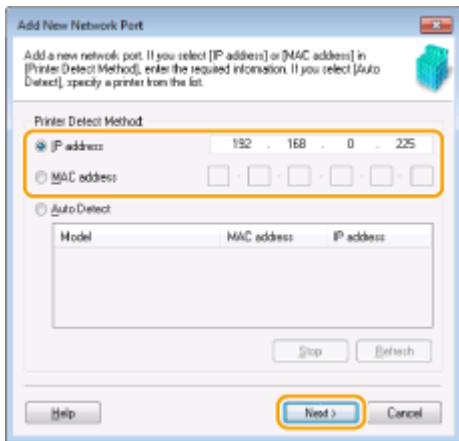 Add New Network Port
Add a new network port. If you select [IP address] or [MAC address] in
[Printer Detect Method], enter the required information. If you select [Auto
Detect], specify a printer from the list.
Printer Detect Method:
IP address 192 . 168 . 0 . 225
MAC address - - - - -
Auto Detect
Model MAC address IP address
Stop Refresh
Help Next > Cancel